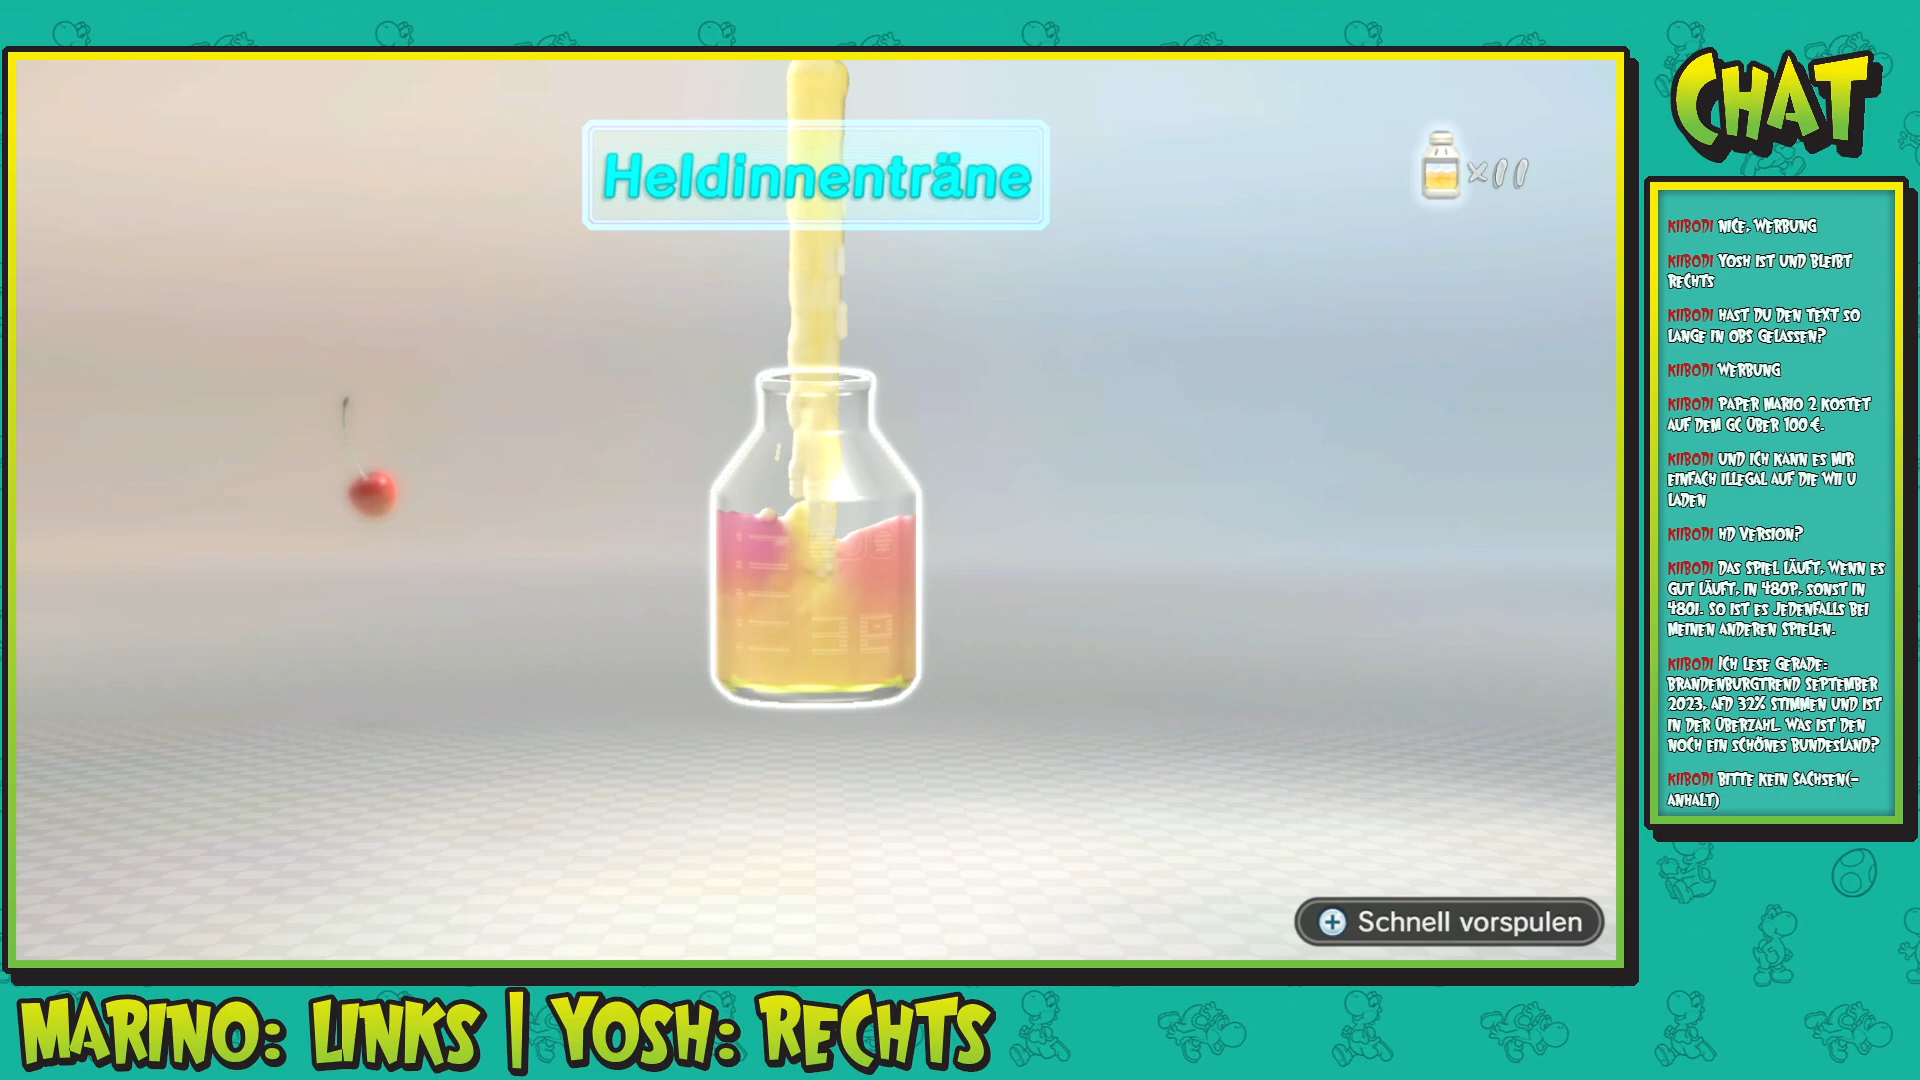 CHAT
Heldinnenträne
×11
KIIBODI NICE, WERBUNG
KIIBODI YOSH IST UND BLEIBT
RECHTS
KIIBODI HAST DU DEN TEXT SO
LANGE IN OBS GELASSEN?
KIIBODI WERBUNG
KIIBODI PAPER MARIO 2 KOSTET
AUF DEM GC ÜBER 100 €.
KIIBODI UND ICH KANN ES MIR
EINFACH ILLEGAL AUF DIE WII U
LADEN
KIIBODI HD VERSION?
KIIBODI DAS SPIEL LÄUFT, WENN ES
GUT LÄUFT, IN 480P, SONST IN
480I. SO IST ES JEDENFALLS BEI
MEINEN ANDEREN SPIELEN.
KIIBODI ICH LESE GERADE:
BRANDENBURGTREND SEPTEMBER
2023, AFD 32% STIMMEN UND IST
IN DER ÜBERZAHL. WAS IST DEN
NOCH EIN SCHÖNES BUNDESLAND?
KIIBODI BITTE KEIN SACHSEN(-
ANHALT)
Schnell vorspulen
MARINO: LINKS | YOSH: RECHTS